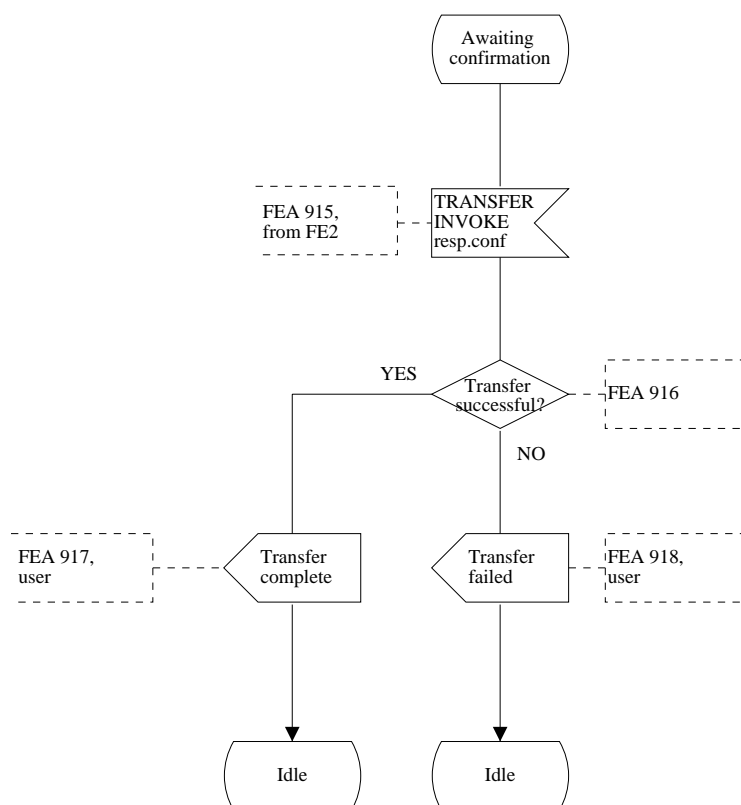 Awaiting
confirmation
FEA 915,
from FE2
TRANSFER
INVOKE
resp.conf
YES
Transfer
successful?
FEA 916
NO
FEA 917,
user
Transfer
complete
Transfer
failed
FEA 918,
user
Idle
Idle